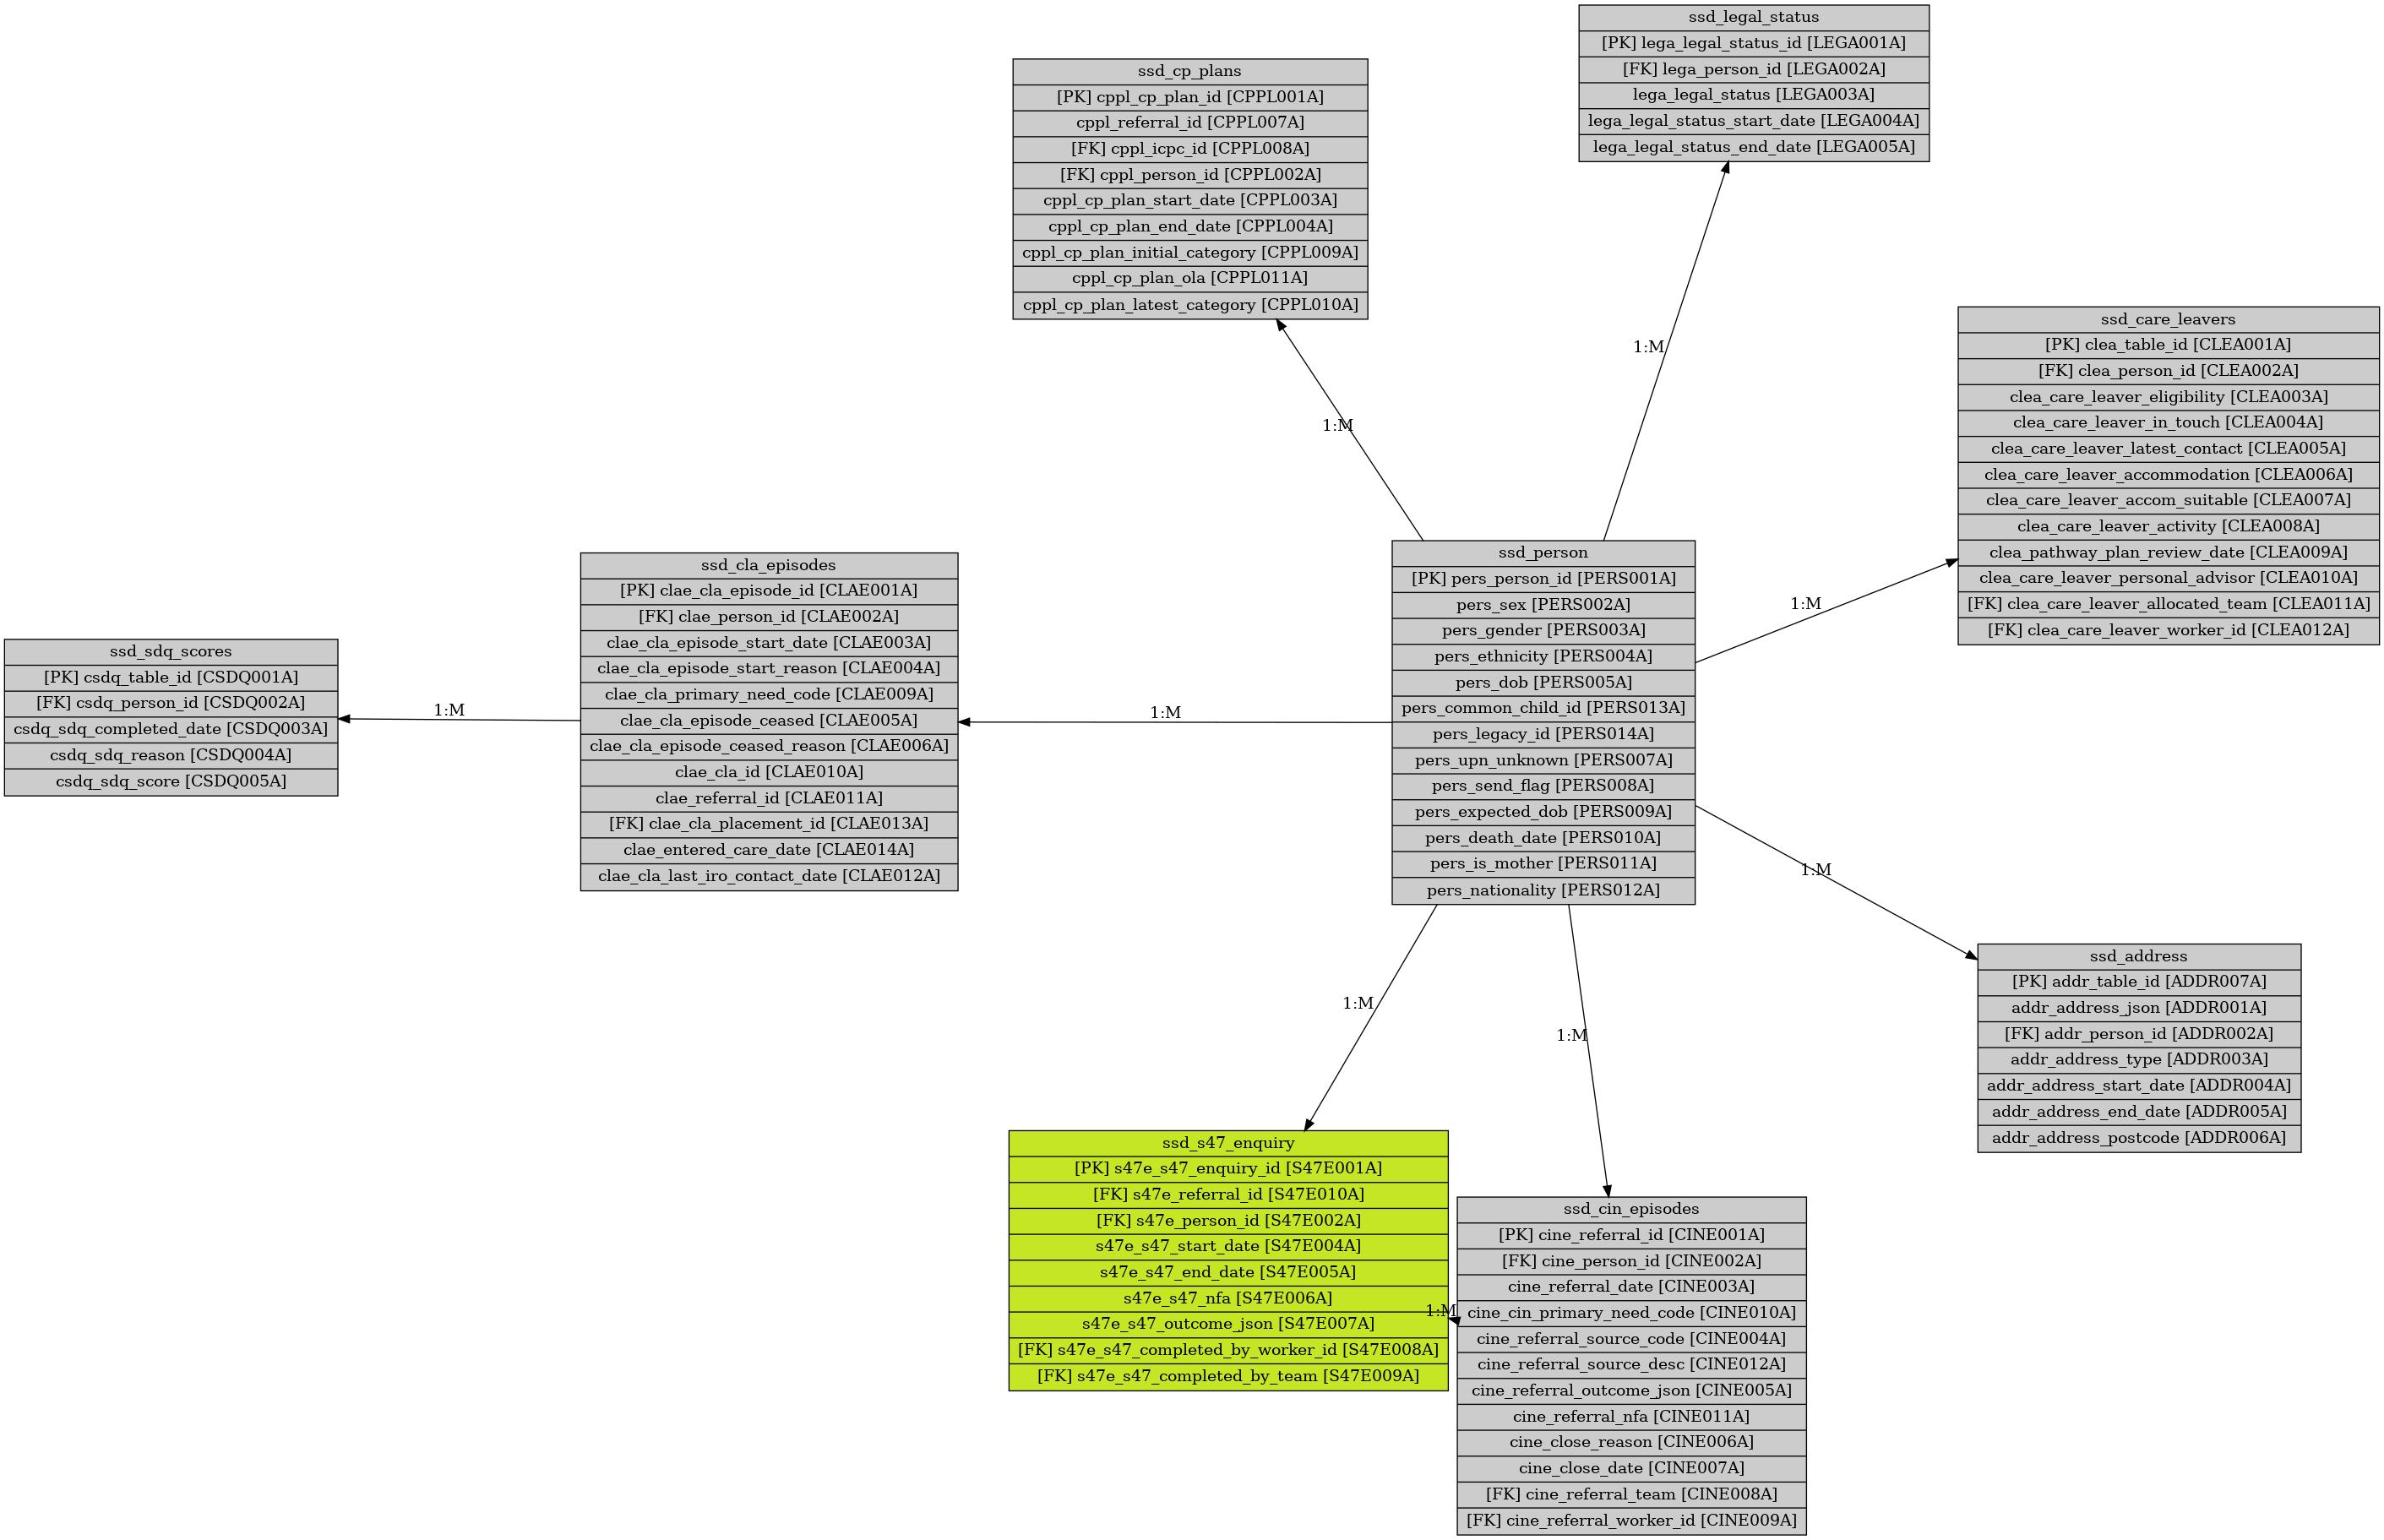 ssd_legal_status
[PK] lega_legal_status_id [LEGA001A]
[FK] lega_person_id [LEGA002A]
lega_legal_status [LEGA003A]
lega_legal_status_start_date [LEGA004A]
lega_legal_status_end_date [LEGA005A]
ssd_cp_plans
[PK] cppl_cp_plan_id [CPPL001A]
cppl_referral_id [CPPL007A]
[FK] cppl_icpc_id [CPPL008A]
[FK] cppl_person_id [CPPL002A]
cppl_cp_plan_start_date [CPPL003A]
cppl_cp_plan_end_date [CPPL004A]
cppl_cp_plan_initial_category [CPPL009A]
cppl_cp_plan_ola [CPPL011A]
cppl_cp_plan_latest_category [CPPL010A]
ssd_care_leavers
[PK] clea_table_id [CLEA001A]
[FK] clea_person_id [CLEA002A]
clea_care_leaver_eligibility [CLEA003A]
clea_care_leaver_in_touch [CLEA004A]
clea_care_leaver_latest_contact [CLEA005A]
clea_care_leaver_accommodation [CLEA006A]
clea_care_leaver_accom_suitable [CLEA007A]
clea_care_leaver_activity [CLEA008A]
clea_pathway_plan_review_date [CLEA009A]
clea_care_leaver_personal_advisor [CLEA010A]
[FK] clea_care_leaver_allocated_team [CLEA011A]
[FK] clea_care_leaver_worker_id [CLEA012A]
1:M
1:M
1:M
ssd_person
[PK] pers_person_id [PERS001A]
pers_sex [PERS002A]
pers_gender [PERS003A]
pers_ethnicity [PERS004A]
pers_dob [PERS005A]
pers_common_child_id [PERS013A]
pers_legacy_id [PERS014A]
pers_upn_unknown [PERS007A]
pers_send_flag [PERS008A]
pers_expected_dob [PERS009A]
pers_death_date [PERS010A]
pers_is_mother [PERS011A]
pers_nationality [PERS012A]
1:M
ssd_cla_episodes
[PK] clae_cla_episode_id [CLAE001A]
[FK] clae_person_id [CLAE002A]
clae_cla_episode_start_date [CLAE003A]
clae_cla_episode_start_reason [CLAE004A]
clae_cla_primary_need_code [CLAE009A]
clae_cla_episode_ceased [CLAE005A]
clae_cla_episode_ceased_reason [CLAE006A]
clae_cla_id [CLAE010A]
clae_referral_id [CLAE011A]
[FK] clae_cla_placement_id [CLAE013A]
clae_entered_care_date [CLAE014A]
clae_cla_last_iro_contact_date [CLAE012A]
1:M
ssd_sdq_scores
[PK] csdq_table_id [CSDQ001A]
[FK] csdq_person_id [CSDQ002A]
csdq_sdq_completed_date [CSDQ003A]
csdq_sdq_reason [CSDQ004A]
csdq_sdq_score [CSDQ005A]
1:M
ssd_address
[PK] addr_table_id [ADDR007A]
addr_address_json [ADDR001A]
[FK] addr_person_id [ADDR002A]
addr_address_type [ADDR003A]
addr_address_start_date [ADDR004A]
addr_address_end_date [ADDR005A]
addr_address_postcode [ADDR006A]
1:M
1:M
ssd_s47_enquiry
[PK] s47e_s47_enquiry_id [S47E001A]
[FK] s47e_referral_id [S47E010A]
[FK] s47e_person_id [S47E002A]
s47e_s47_start_date [S47E004A]
s47e_s47_end_date [S47E005A]
s47e_s47_nfa [S47E006A]
s47e_s47_outcome_json [S47E007A]
[FK] s47e_s47_completed_by_worker_id [S47E008A]
[FK] s47e_s47_completed_by_team [S47E009A]
1:M
ssd_cin_episodes
[PK] cine_referral_id [CINE001A]
[FK] cine_person_id [CINE002A]
cine_referral_date [CINE003A]
cine_cin_primary_need_code [CINE010A]
cine_referral_source_code [CINE004A]
cine_referral_source_desc [CINE012A]
cine_referral_outcome_json [CINE005A]
cine_referral_nfa [CINE011A]
cine_close_reason [CINE006A]
cine_close_date [CINE007A]
[FK] cine_referral_team [CINE008A]
[FK] cine_referral_worker_id [CINE009A]